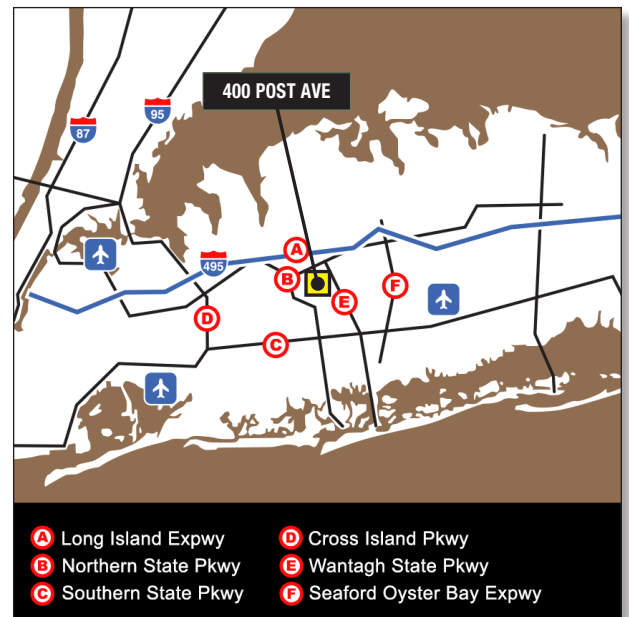 400 POST AVE
95
87
A
495
B
E
F
D
C
A Long Island Expwy
B Northern State Pkwy
C Southern State Pkwy
D Cross Island Pkwy
E Wantagh State Pkwy
F Seaford Oyster Bay Expwy